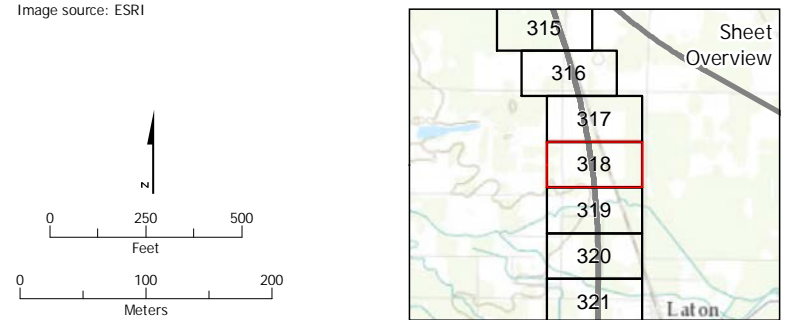 Image source: ESRI
N
0 250 500
Feet
0 100 200
Meters
Sheet
Overview
315
316
317
318
319
320
321
Laton